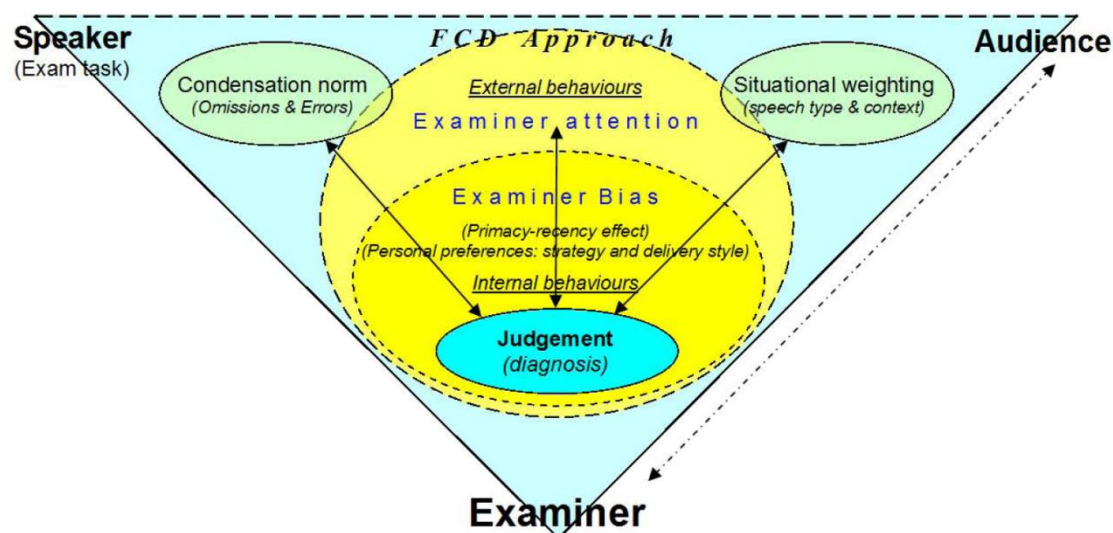 Speaker
(Exam task)
FCD Approach
Audience
Condensation norm
(Omissions & Errors)
External behaviours
Examiner attention
Situational weighting
(speech type & context)
Examiner Bias
(Primacy-recency effect)
(Personal preferences: strategy and delivery style)
Internal behaviours
Judgement
(diagnosis)
Examiner